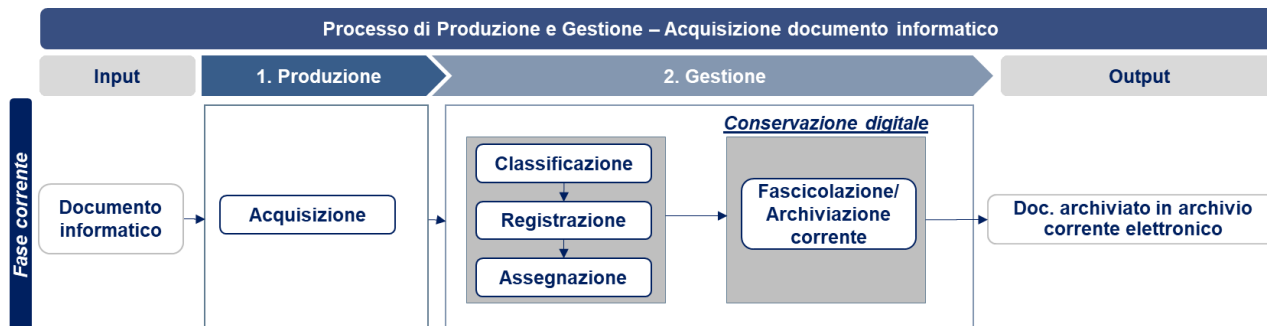 Processo di Produzione e Gestione – Acquisizione documento informatico
Input
1. Produzione
2. Gestione
Output
Fase corrente
Documento
informatico
Acquisizione
Classificazione
Registrazione
Assegnazione
Conservazione digitale
Fascicolazione/
Archiviazione
corrente
Doc. archiviato in archivio
corrente elettronico